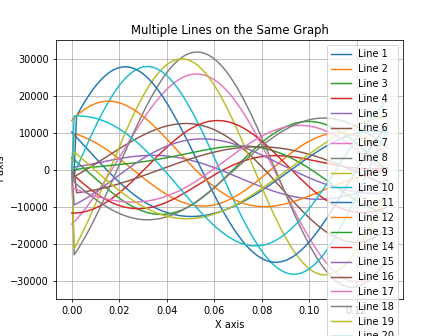 Multiple Lines on the Same Graph
30000
20000
10000
0
−10000
−20000
−30000
0.00 0.02 0.04 0.06 0.08 0.10
X axis
Line 1
Line 2
Line 3
Line 4
Line 5
Line 6
Line 7
Line 8
Line 9
Line 10
Line 11
Line 12
Line 13
Line 14
Line 15
Line 16
Line 17
Line 18
Line 19
Line 20